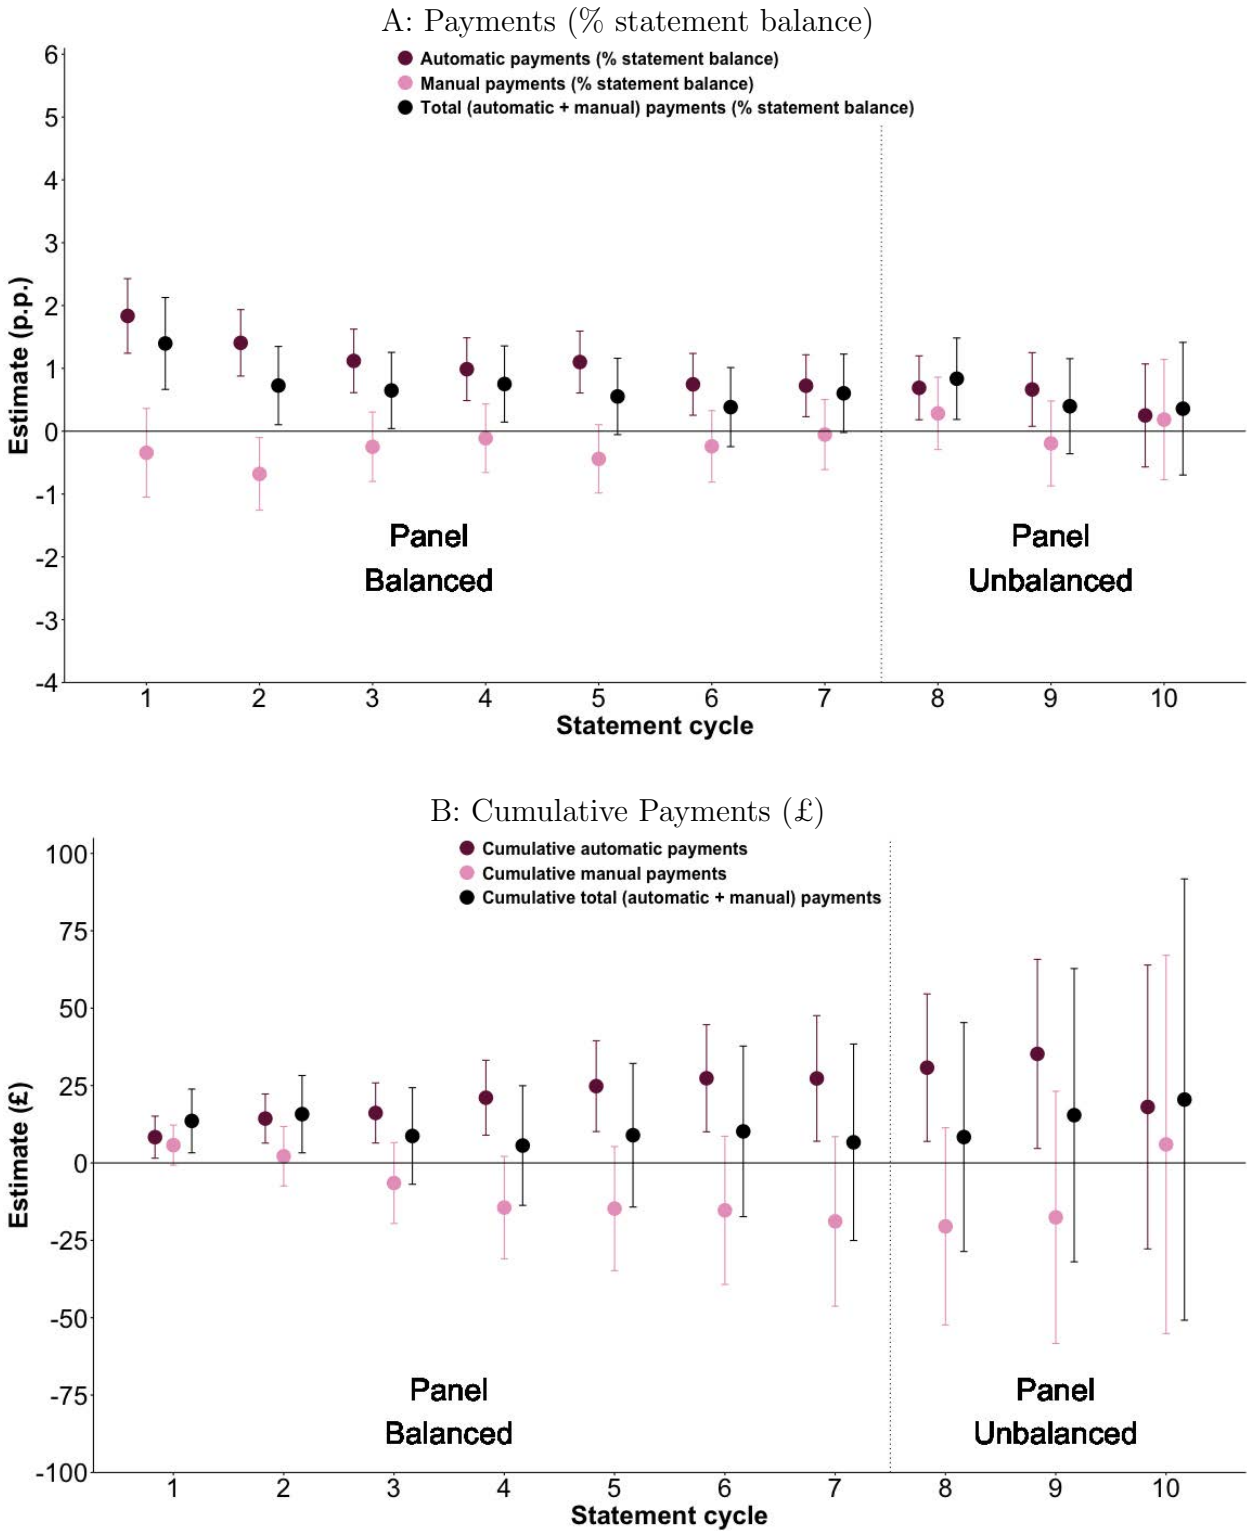 A: Payments (% statement balance)
Automatic payments (% statement balance)
Manual payments (% statement balance)
Total (automatic + manual) payments (% statement balance)
6
5
4
3
2
1
0
-1
-2
-3
-4
Estimate (p.p.)
Panel
Balanced
Panel
Unbalanced
1 2 3 4 5 6 7 8 9 10
Statement cycle
B: Cumulative Payments (£)
Cumulative automatic payments
Cumulative manual payments
Cumulative total (automatic + manual) payments
100
75
50
25
0
-25
-50
-75
-100
Estimate (£)
Panel
Balanced
Panel
Unbalanced
1 2 3 4 5 6 7 8 9 10
Statement cycle